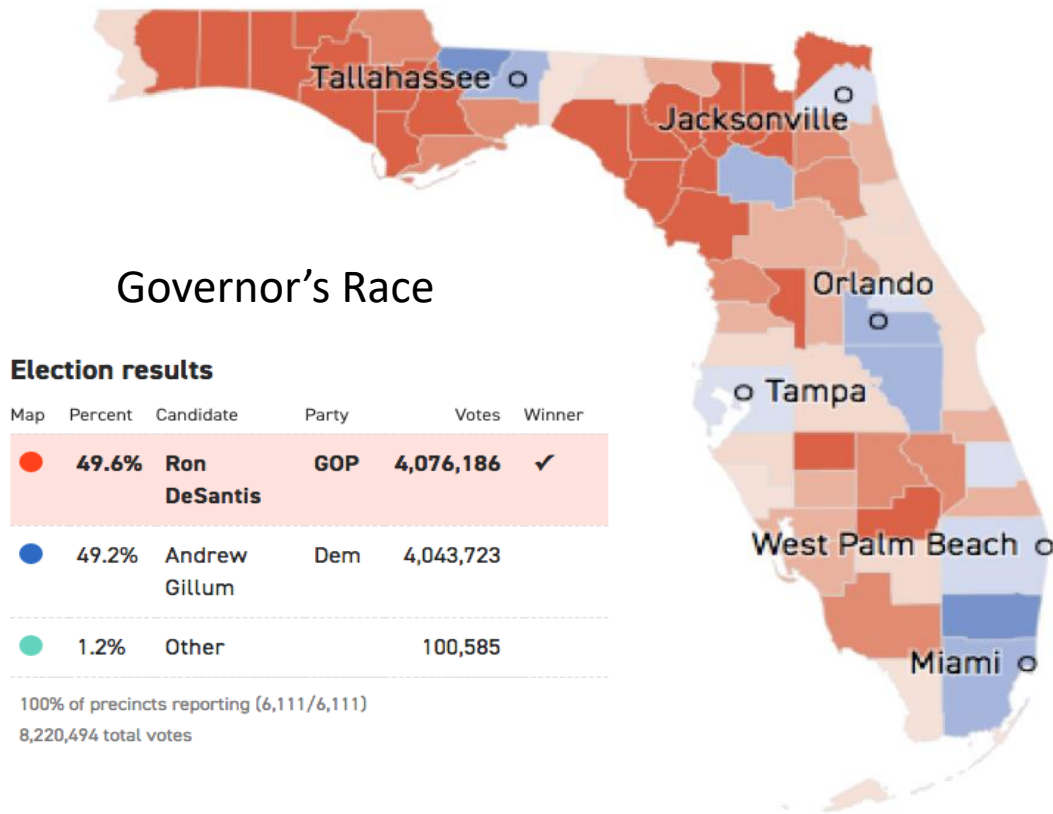 Tallahassee
Jacksonville
Governor’s Race
Orlando
Election results
Map Percent Candidate Party Votes Winner
Tampa
49.6% Ron DeSantis GOP 4,076,186 ✓
49.2% Andrew Gillum Dem 4,043,723
West Palm Beach
1.2% Other 100,585
Miami
100% of precincts reporting (6,111/6,111)
8,220,494 total votes